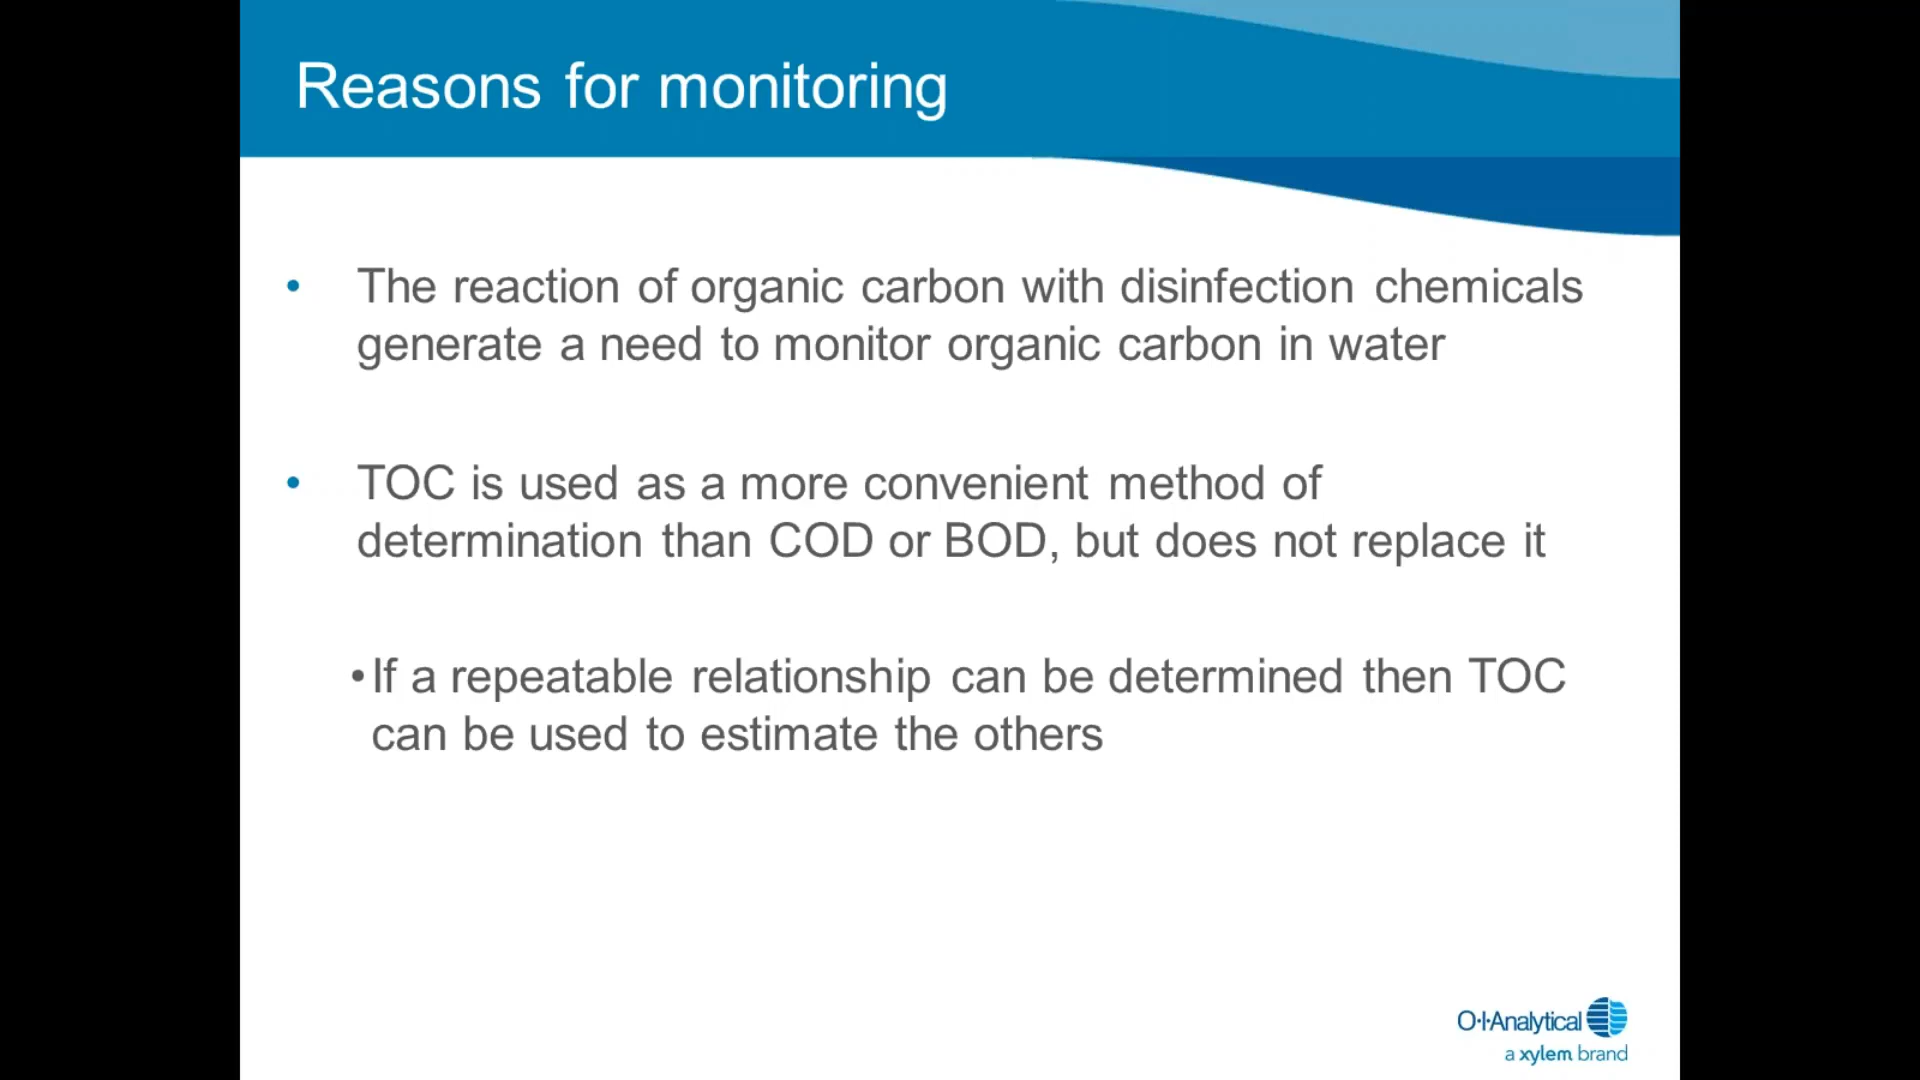 Reasons for monitoring
• The reaction of organic carbon with disinfection chemicals
generate a need to monitor organic carbon in water
• TOC is used as a more convenient method of
determination than COD or BOD, but does not replace it
• If a repeatable relationship can be determined then TOC
can be used to estimate the others
O·I·Analytical
a xylem brand